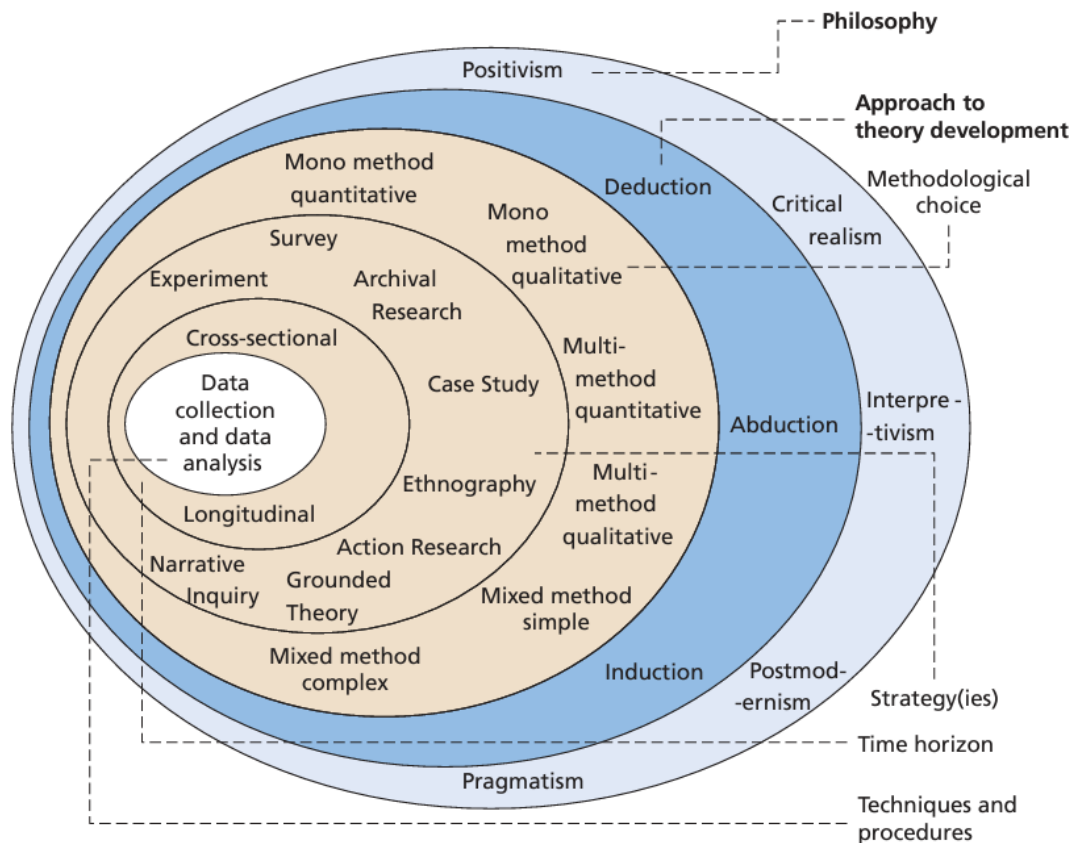 Philosophy
Positivism
Approach to
theory development
Mono method
quantitative
Deduction
Methodological
choice
Critical
realism
Mono
method
qualitative
Survey
Experiment
Archival
Research
Cross-sectional
Multi-
method
quantitative
Case Study
Data
collection
and data
analysis
Abduction
Interpre -
-tivism
Multi-
method
qualitative
Ethnography
Longitudinal
Action Research
Narrative
Inquiry
Grounded
Theory
Mixed method
simple
Mixed method
complex
Induction
Postmod-
-ernism
Strategy(ies)
Time horizon
Pragmatism
Techniques and
procedures